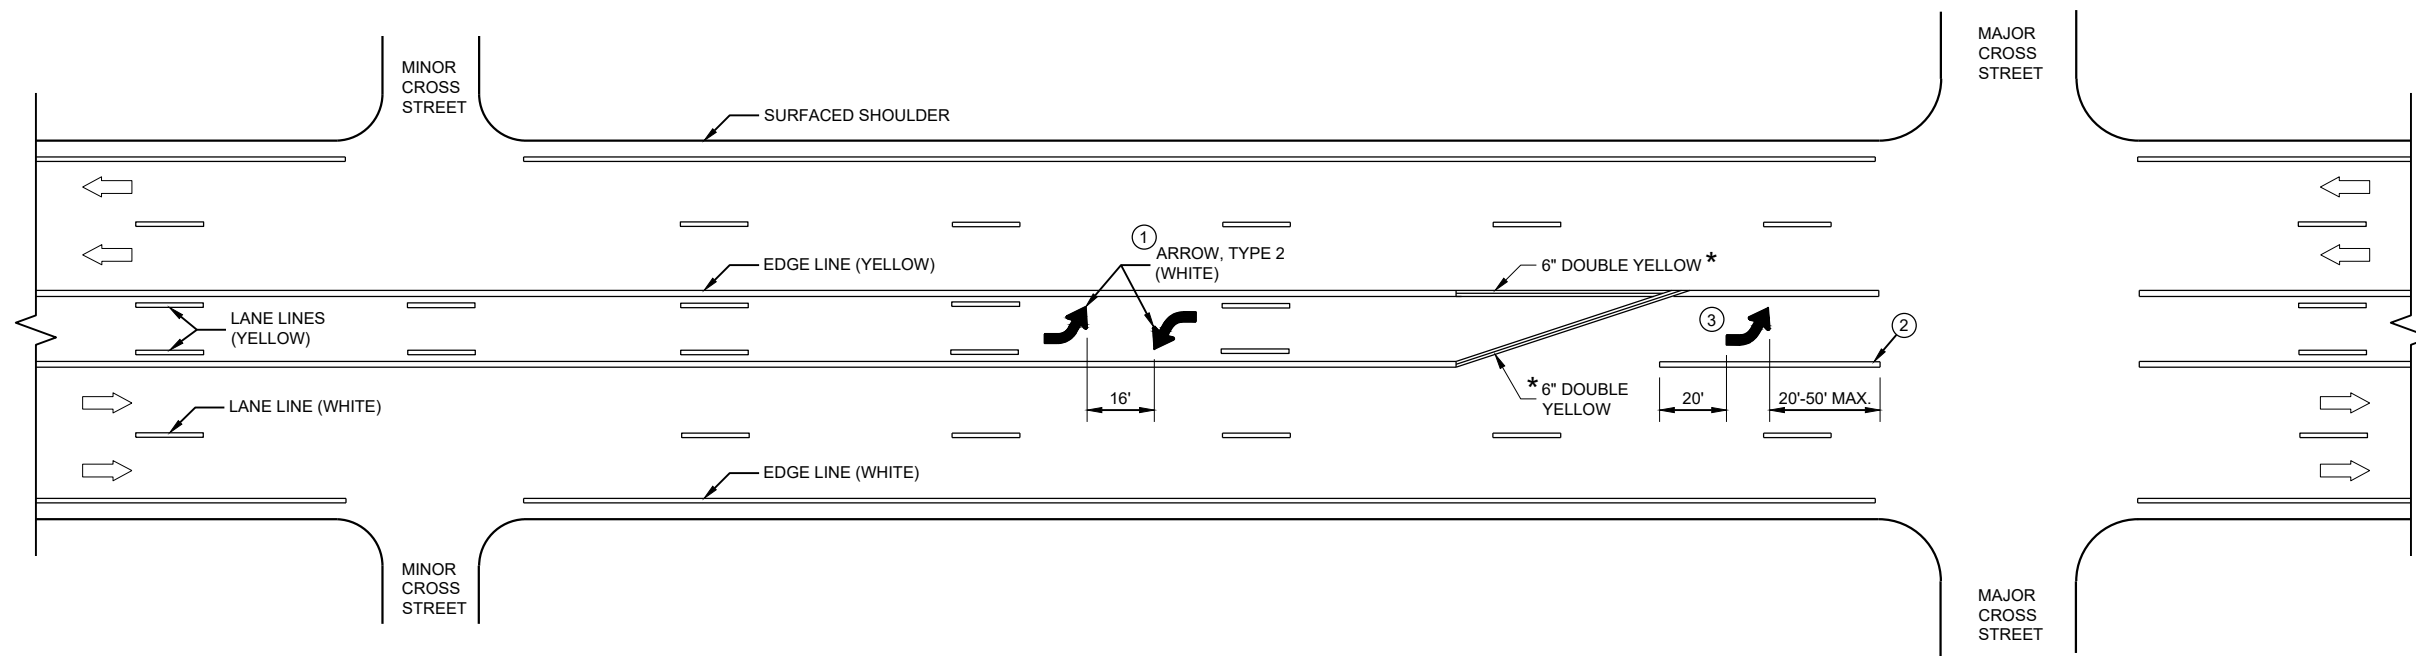 MAJOR
CROSS
STREET
MINOR
CROSS
STREET
SURFACED SHOULDER
1
ARROW, TYPE 2
(WHITE)
EDGE LINE (YELLOW)
6" DOUBLE YELLOW *
LANE LINES
(YELLOW)
3
2
* 6" DOUBLE
YELLOW
16'
20'
20'-50' MAX.
LANE LINE (WHITE)
EDGE LINE (WHITE)
MINOR
CROSS
STREET
MAJOR
CROSS
STREET